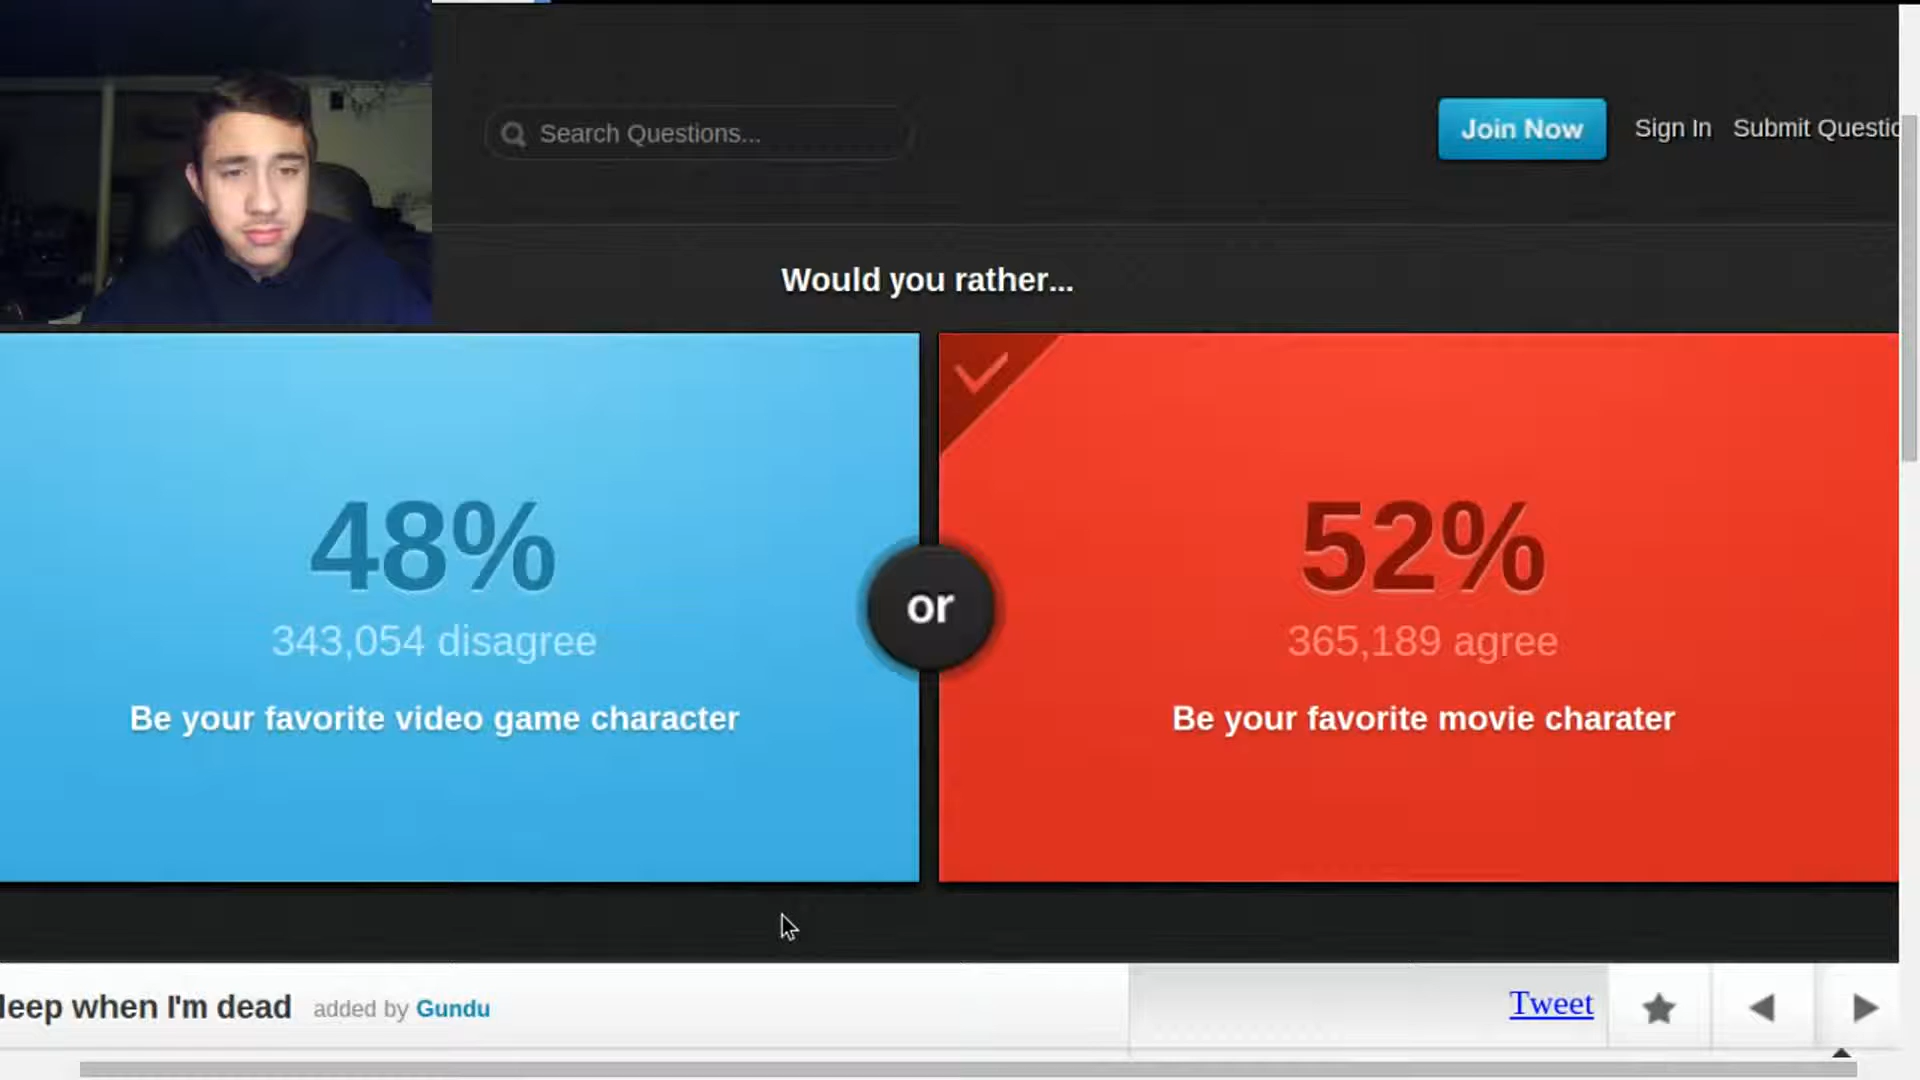 Search Questions...
Join Now
Sign In
Submit Questio
Would you rather...
48%
343,054 disagree
Be your favorite video game character
or
52%
365,189 agree
Be your favorite movie charater
leep when I'm dead
added by Gundu
Tweet